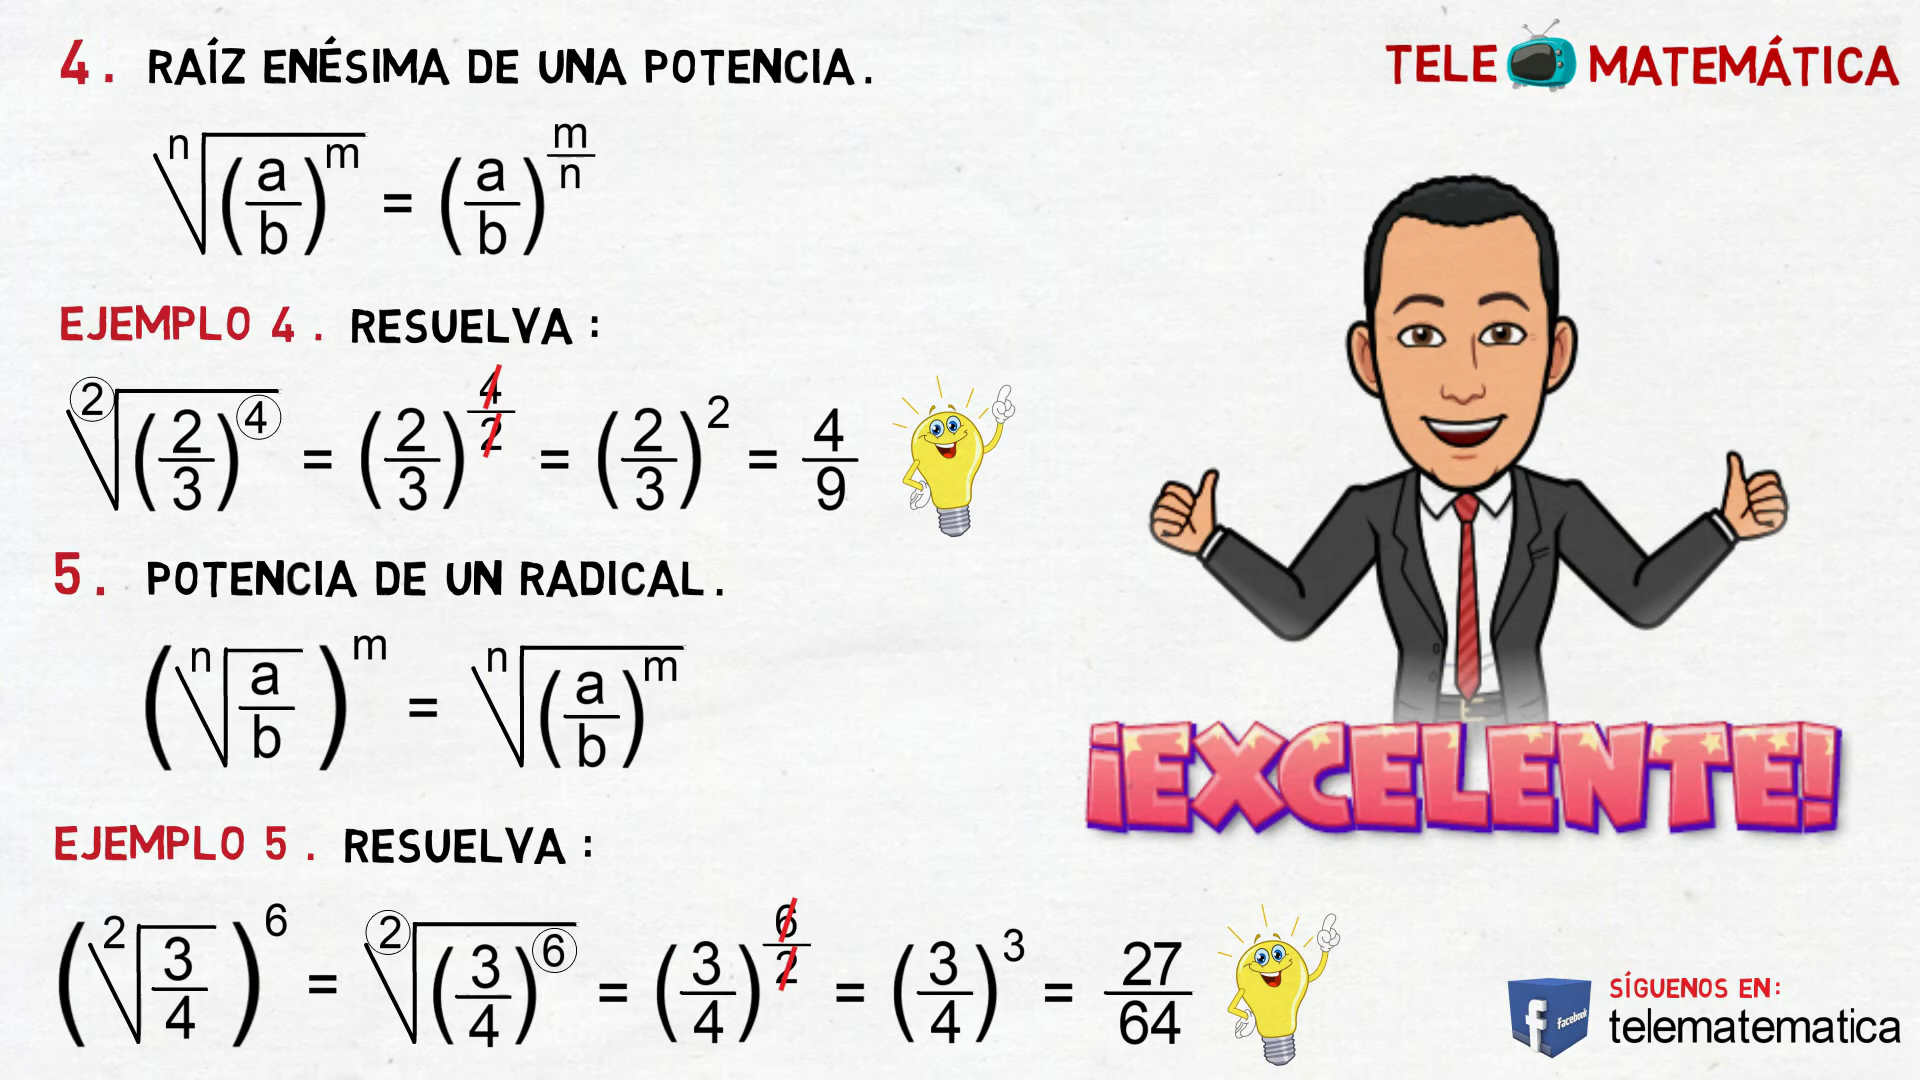 4. RAÍZ ENÉSIMA DE UNA POTENCIA.
TELE MATEMÁTICA
ⁿ√(a/b)^m = (a/b)^(m/n)
EJEMPLO 4. RESUELVA:
²√(2/3)^4 = (2/3)^(4/2) = (2/3)^2 = 4/9
5. POTENCIA DE UN RADICAL.
(ⁿ√(a/b))^m = ⁿ√(a/b)^m
¡EXCELENTE!
EJEMPLO 5. RESUELVA:
(²√(3/4))^6 = ²√(3/4)^6 = (3/4)^(6/2) = (3/4)^3 = 27/64
SÍGUENOS EN:
f facebook
telematematica